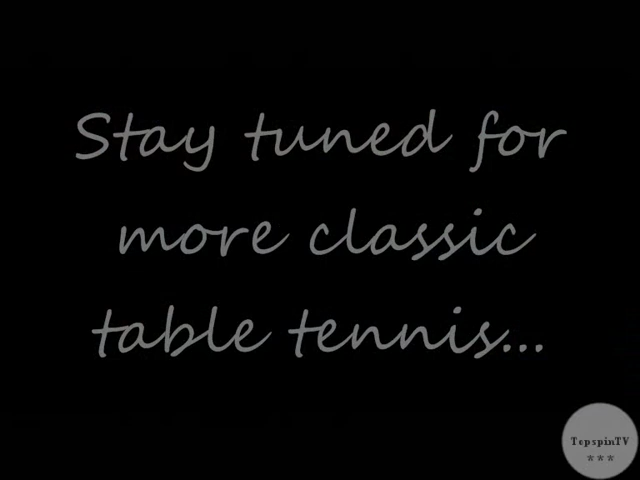 Stay tuned for
more classic
table tennis...
TopspinTV
***